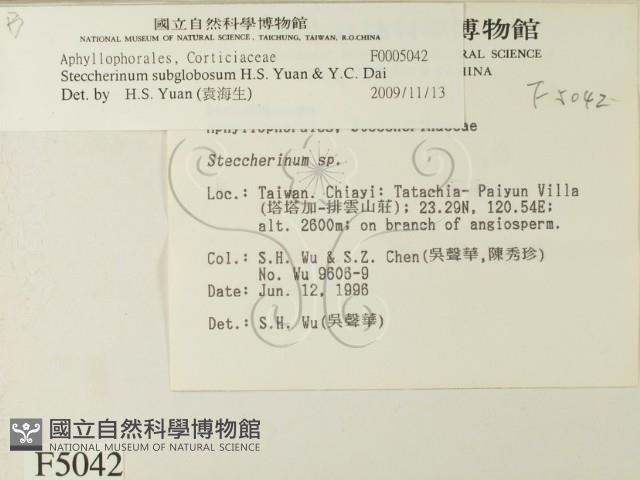 國立自然科學博物館
NATIONAL MUSEUM OF NATURAL SCIENCE, TAICHUNG, TAIWAN, R.O.CHINA
Aphyllophorales, Corticiaceae F0005042
Steccherinum subglobosum H.S. Yuan & Y.C. Dai
Det. by H.S. Yuan (袁海生) 2009/11/13
博物館
RAL SCIENCE
HINA
F5042
Aphyllophorales, Steccherinaceae
Steccherinum sp.
Loc.: Taiwan. Chiayi: Tatachia- Paiyun Villa
(塔塔加-排雲山莊); 23.29N, 120.54E;
alt. 2600m; on branch of angiosperm.
Col.: S.H. Wu & S.Z. Chen(吳聲華,陳秀珍)
No. Wu 9606-9
Date: Jun. 12, 1996
Det.: S.H. Wu(吳聲華)
國立自然科學博物館
NATIONAL MUSEUM OF NATURAL SCIENCE
F5042